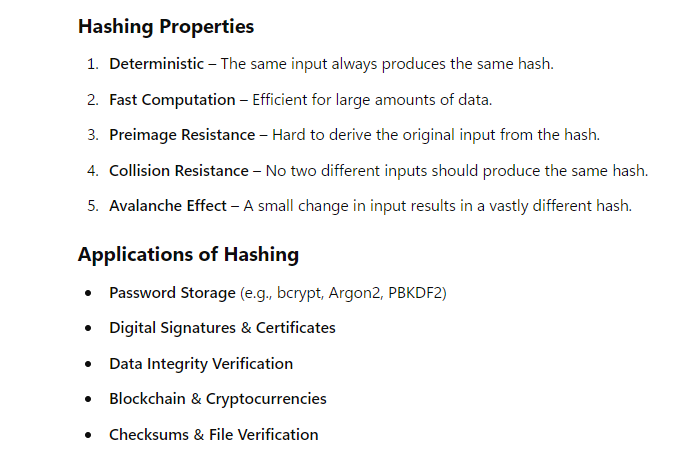 Hashing Properties
1. Deterministic – The same input always produces the same hash.
2. Fast Computation – Efficient for large amounts of data.
3. Preimage Resistance – Hard to derive the original input from the hash.
4. Collision Resistance – No two different inputs should produce the same hash.
5. Avalanche Effect – A small change in input results in a vastly different hash.
Applications of Hashing
• Password Storage (e.g., bcrypt, Argon2, PBKDF2)
• Digital Signatures & Certificates
• Data Integrity Verification
• Blockchain & Cryptocurrencies
• Checksums & File Verification